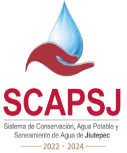 SCAPSJ
Sistema de Conservación, Agua Potable y
Saneamiento de Agua de Jiutepec
2022 - 2024